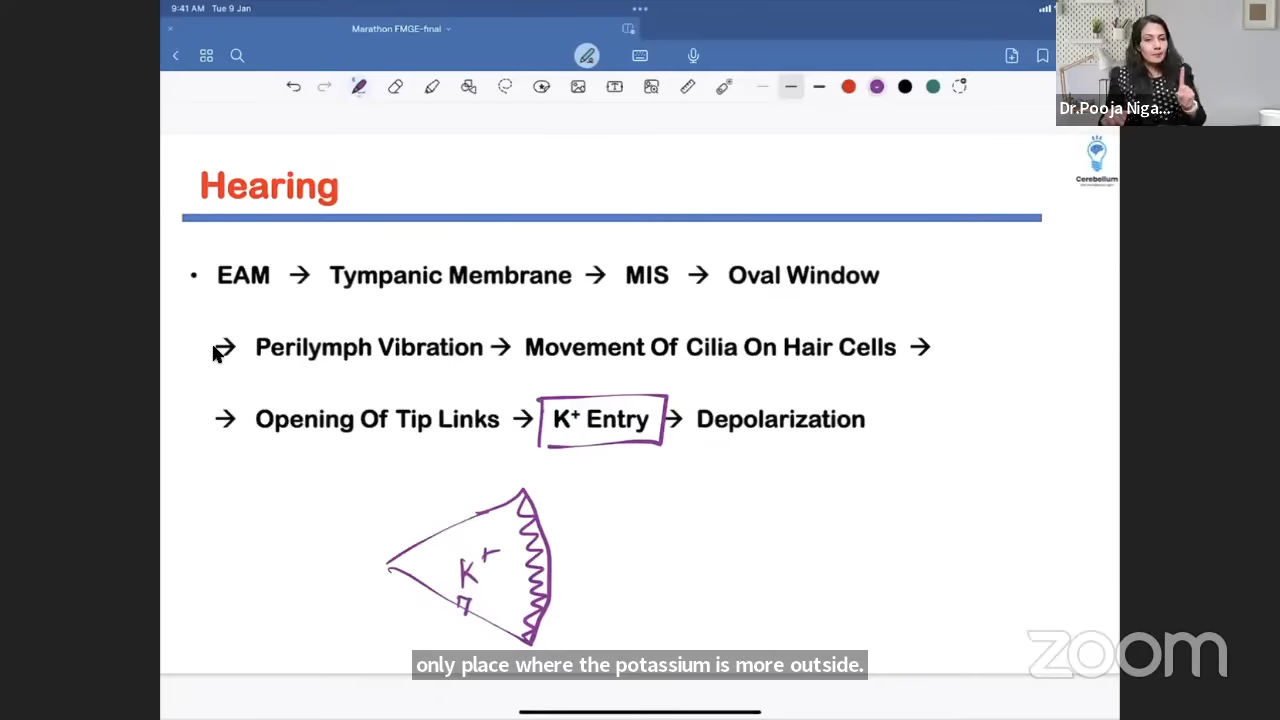 9:41 AM Tue 9 Jan
Marathon FMGE-final
Dr.Pooja Niga...
Cerebellum
Hearing
• EAM → Tympanic Membrane → MIS → Oval Window
→ Perilymph Vibration → Movement Of Cilia On Hair Cells →
→ Opening Of Tip Links → K⁺ Entry → Depolarization
K⁺
only place where the potassium is more outside.
zoom